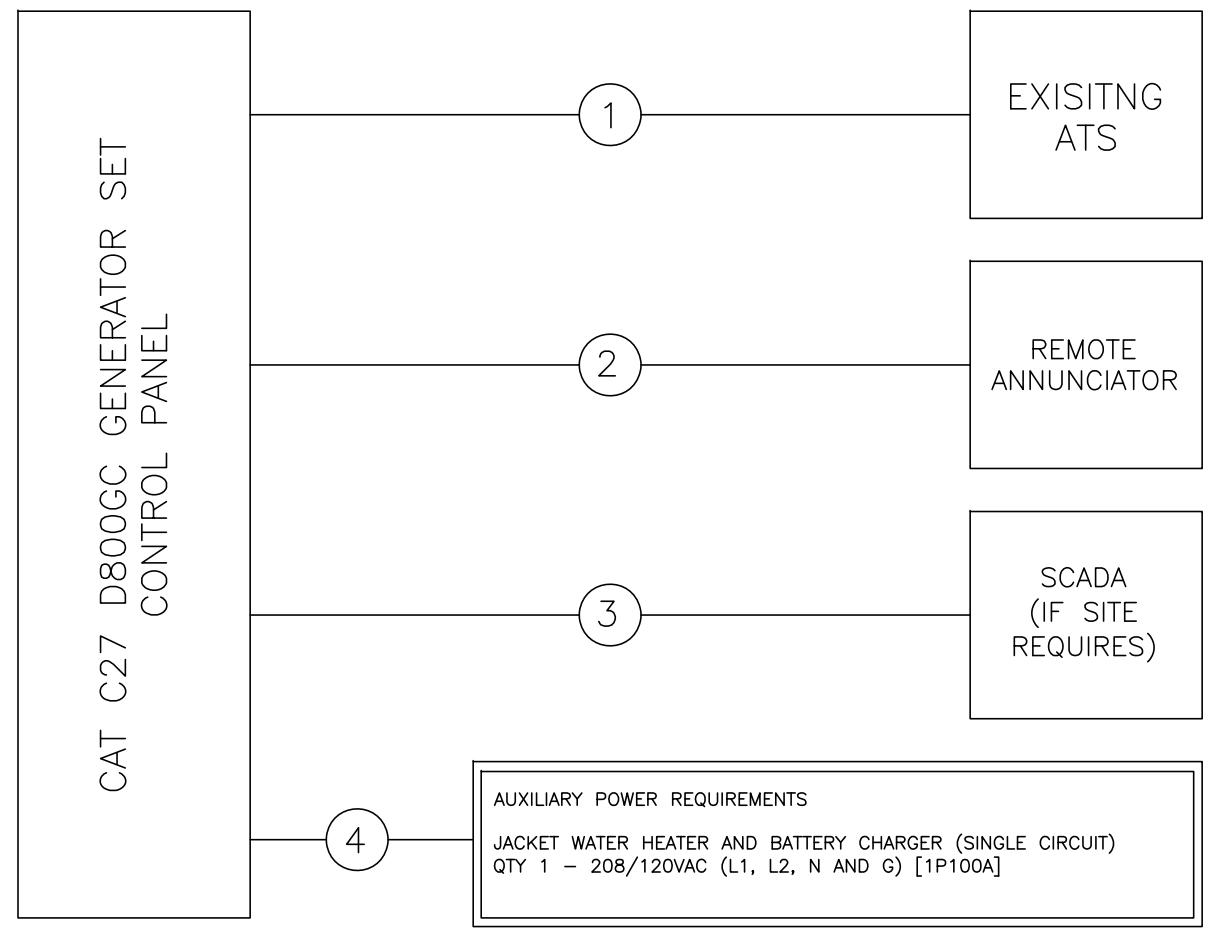 CAT C27 D800GC GENERATOR SET
CONTROL PANEL
1
EXISITNG
ATS
2
REMOTE
ANNUNCIATOR
3
SCADA
(IF SITE
REQUIRES)
4
AUXILIARY POWER REQUIREMENTS
JACKET WATER HEATER AND BATTERY CHARGER (SINGLE CIRCUIT)
QTY 1 - 208/120VAC (L1, L2, N AND G) [1P100A]